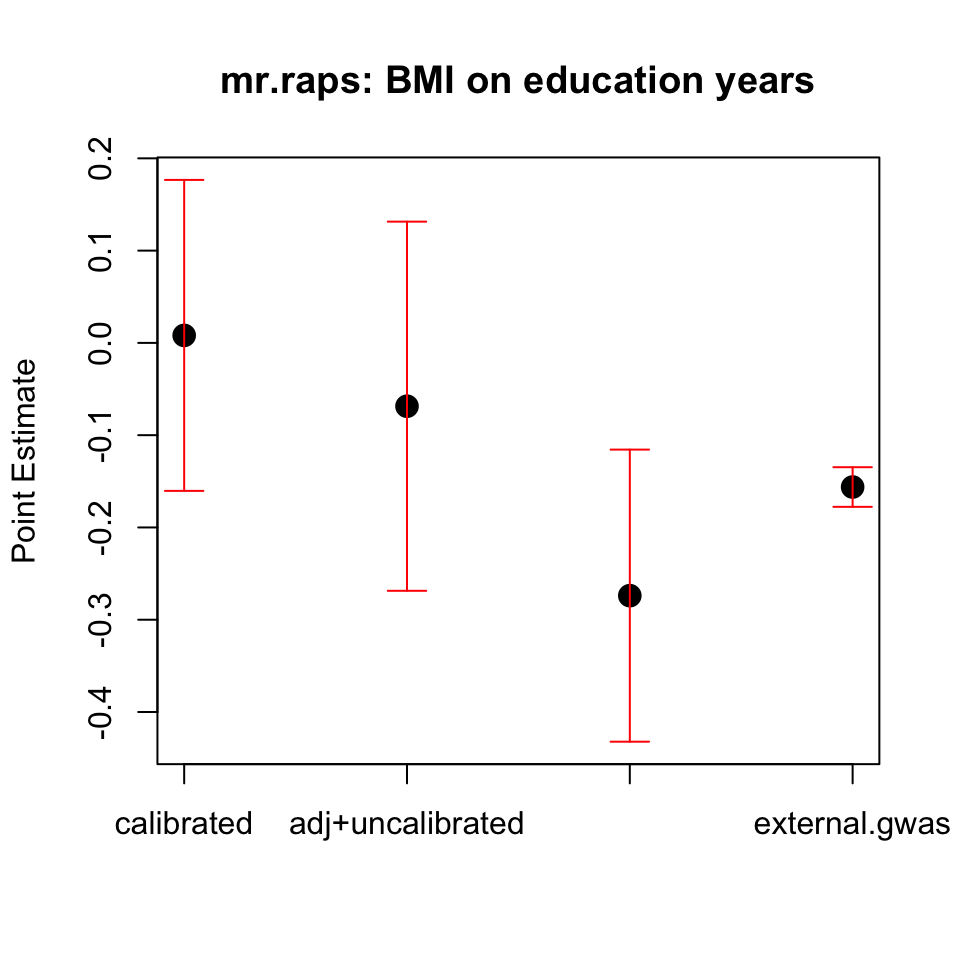 mr.raps: BMI on education years
Point Estimate
0.2
0.1
0.0
-0.1
-0.2
-0.3
-0.4
calibrated adj+uncalibrated external.gwas